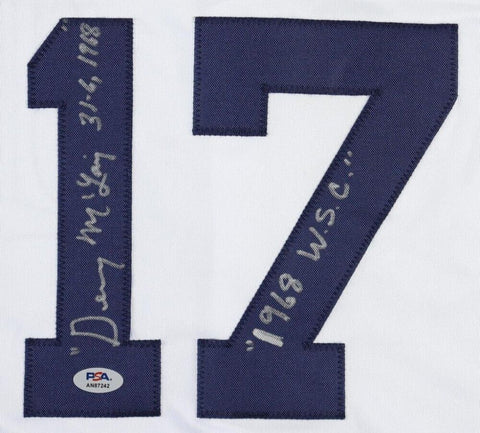 17
"Denny McLain 31-6, 1968"
"1968 W.S.C."
PSA
AN87242